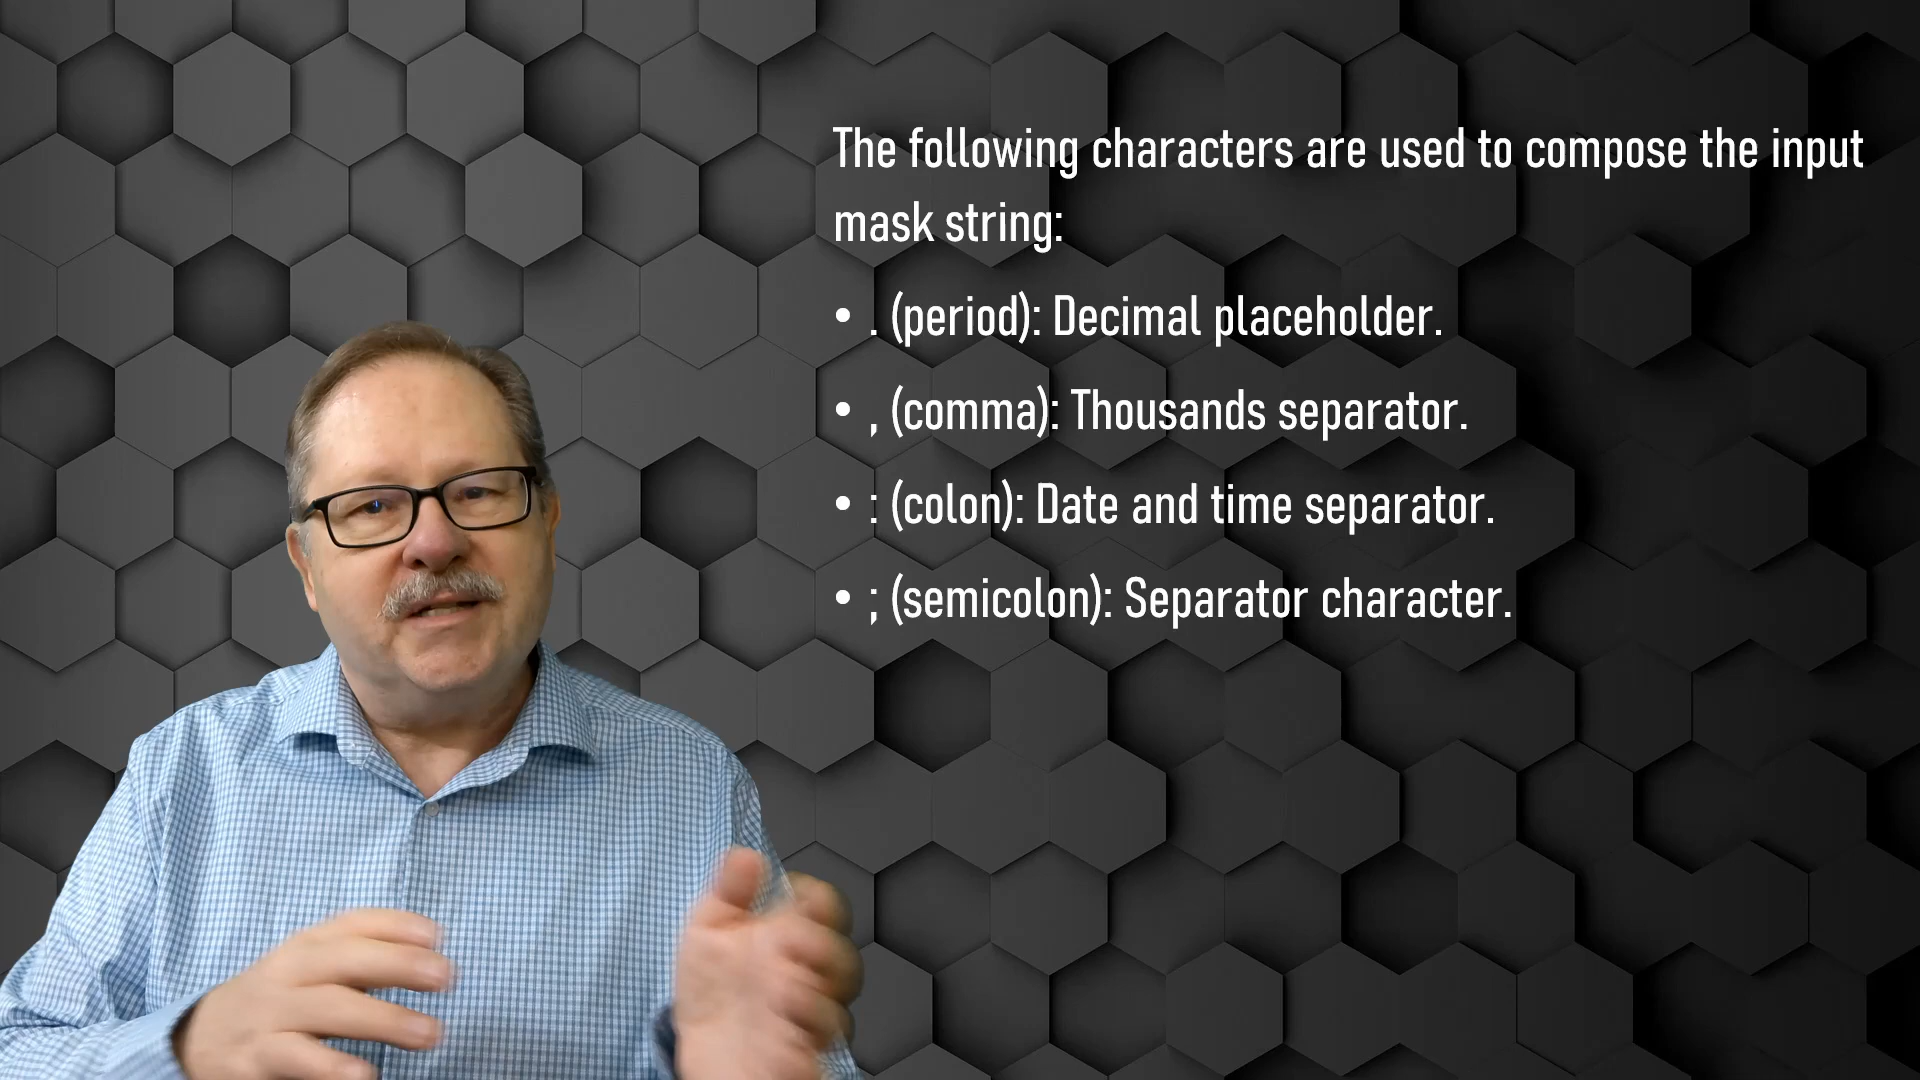 The following characters are used to compose the input
mask string:
• . (period): Decimal placeholder.
• , (comma): Thousands separator.
• : (colon): Date and time separator.
• ; (semicolon): Separator character.